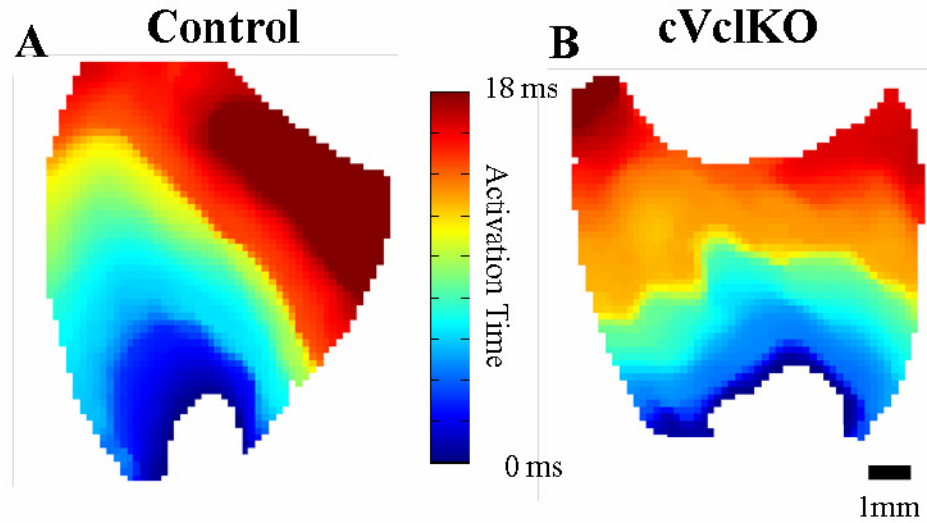 A
Control
B
cVclKO
18 ms
Activation Time
0 ms
1mm